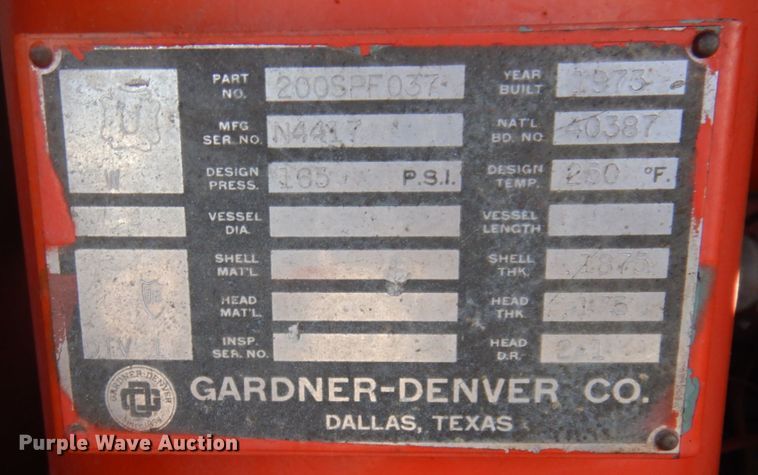 U
PART NO. 200SPF037
YEAR BUILT 1973
MFG SER. NO. N4417
NAT'L BD. NO. 40387
DESIGN PRESS. 165 P.S.I.
DESIGN TEMP. 250 °F.
VESSEL DIA.
VESSEL LENGTH
SHELL MAT'L.
SHELL THK. .1875
HEAD MAT'L.
HEAD THK.
INSP. SER. NO.
HEAD D.R.
GARDNER-DENVER
GARDNER-DENVER CO.
DALLAS, TEXAS
Purple Wave Auction